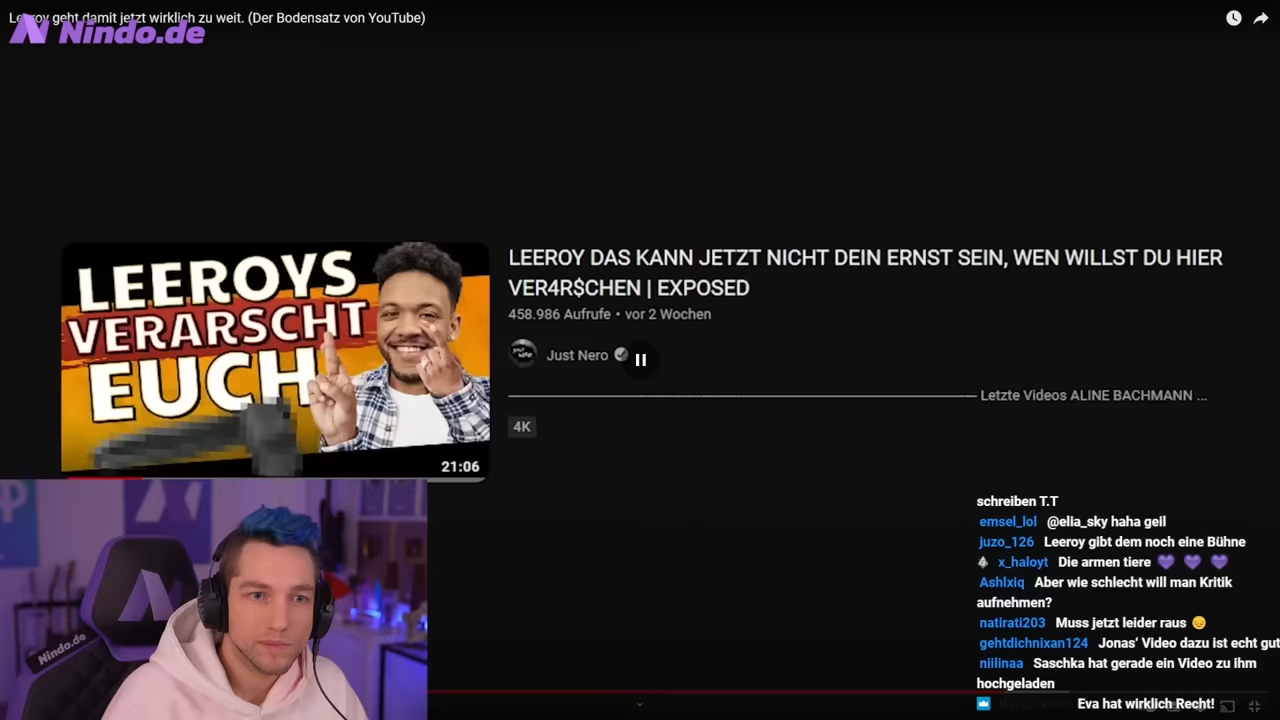 Leeroy geht damit jetzt wirklich zu weit. (Der Bodensatz von YouTube)
Nindo.de
LEEROYS
VERARSCHT
EUCH
21:06
LEEROY DAS KANN JETZT NICHT DEIN ERNST SEIN, WEN WILLST DU HIER
VER4R$CHEN | EXPOSED
458.986 Aufrufe • vor 2 Wochen
Just Nero
Letzte Videos ALINE BACHMANN ...
4K
Nindo.de
schreiben T.T
emsel_lol @elia_sky haha geil
juzo_126 Leeroy gibt dem noch eine Bühne
x_haloyt Die armen tiere 💜 💜 💜
Ashlxiq Aber wie schlecht will man Kritik
aufnehmen?
natirati203 Muss jetzt leider raus 😞
gehtdichnixan124 Jonas’ Video dazu ist echt gut
niilinaa Saschka hat gerade ein Video zu ihm
hochgeladen
Eva hat wirklich Recht!